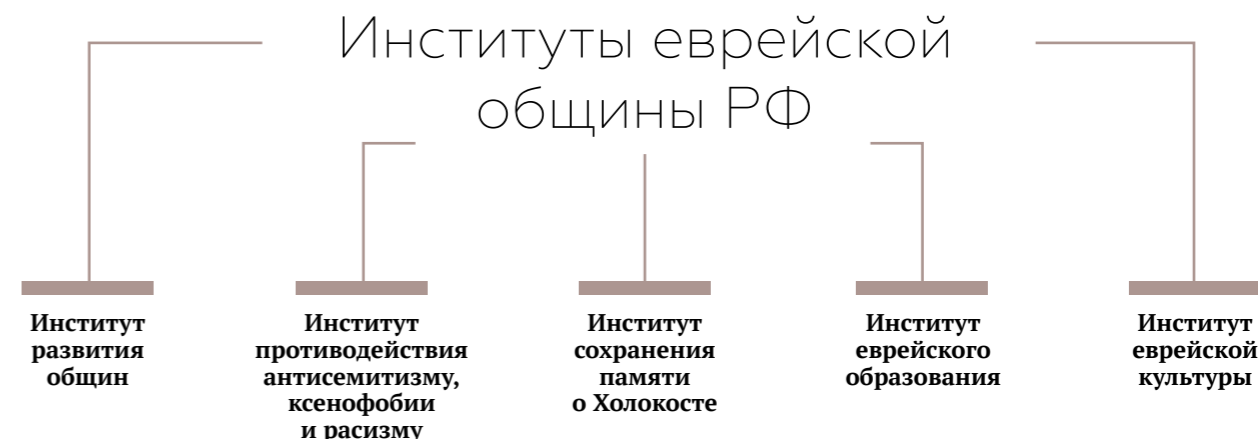 Институты еврейской
общины РФ
Институт
развития
общин
Институт
противодействия
антисемитизму,
ксенофобии
и расизму
Институт
сохранения
памяти
о Холокосте
Институт
еврейского
образования
Институт
еврейской
культуры